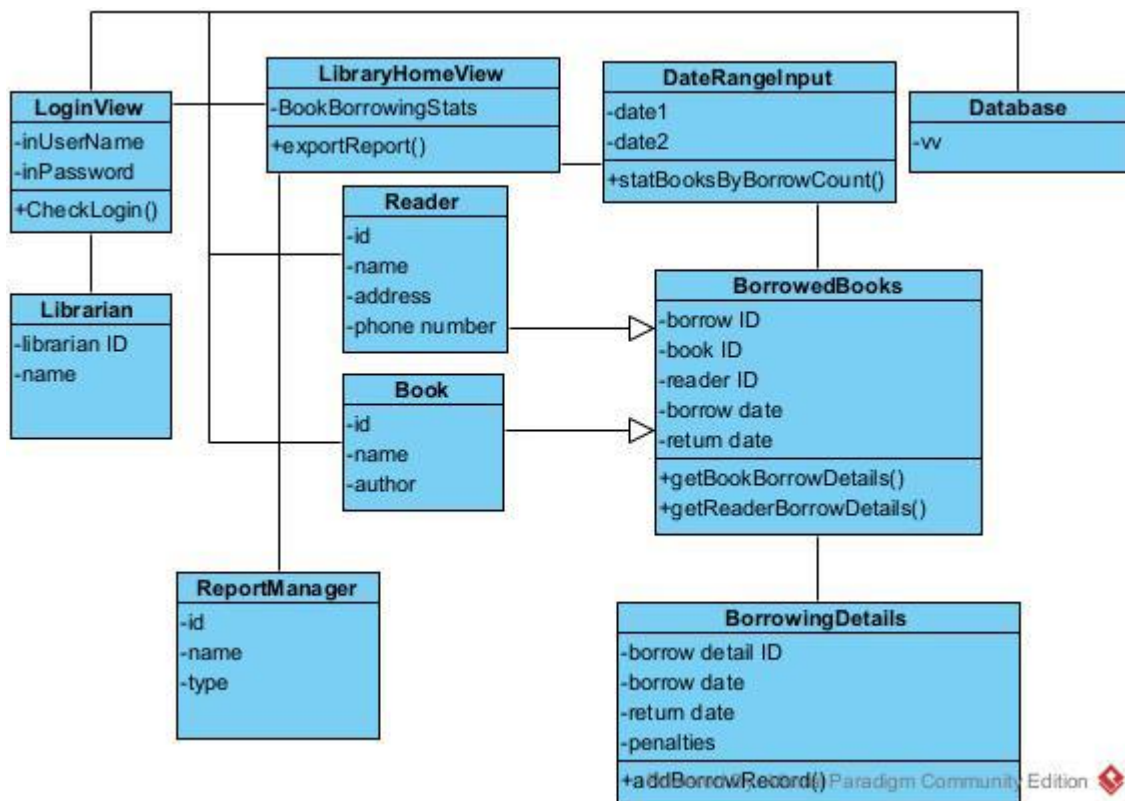 LoginView
-inUserName
-inPassword
+CheckLogin()
LibraryHomeView
-BookBorrowingStats
+exportReport()
DateRangeInput
-date1
-date2
+statBooksByBorrowCount()
Database
-vv
Librarian
-librarian ID
-name
Reader
-id
-name
-address
-phone number
Book
-id
-name
-author
BorrowedBooks
-borrow ID
-book ID
-reader ID
-borrow date
-return date
+getBookBorrowDetails()
+getReaderBorrowDetails()
ReportManager
-id
-name
-type
BorrowingDetails
-borrow detail ID
-borrow date
-return date
-penalties
+addBorrowRecord()
Paradigm Community Edition